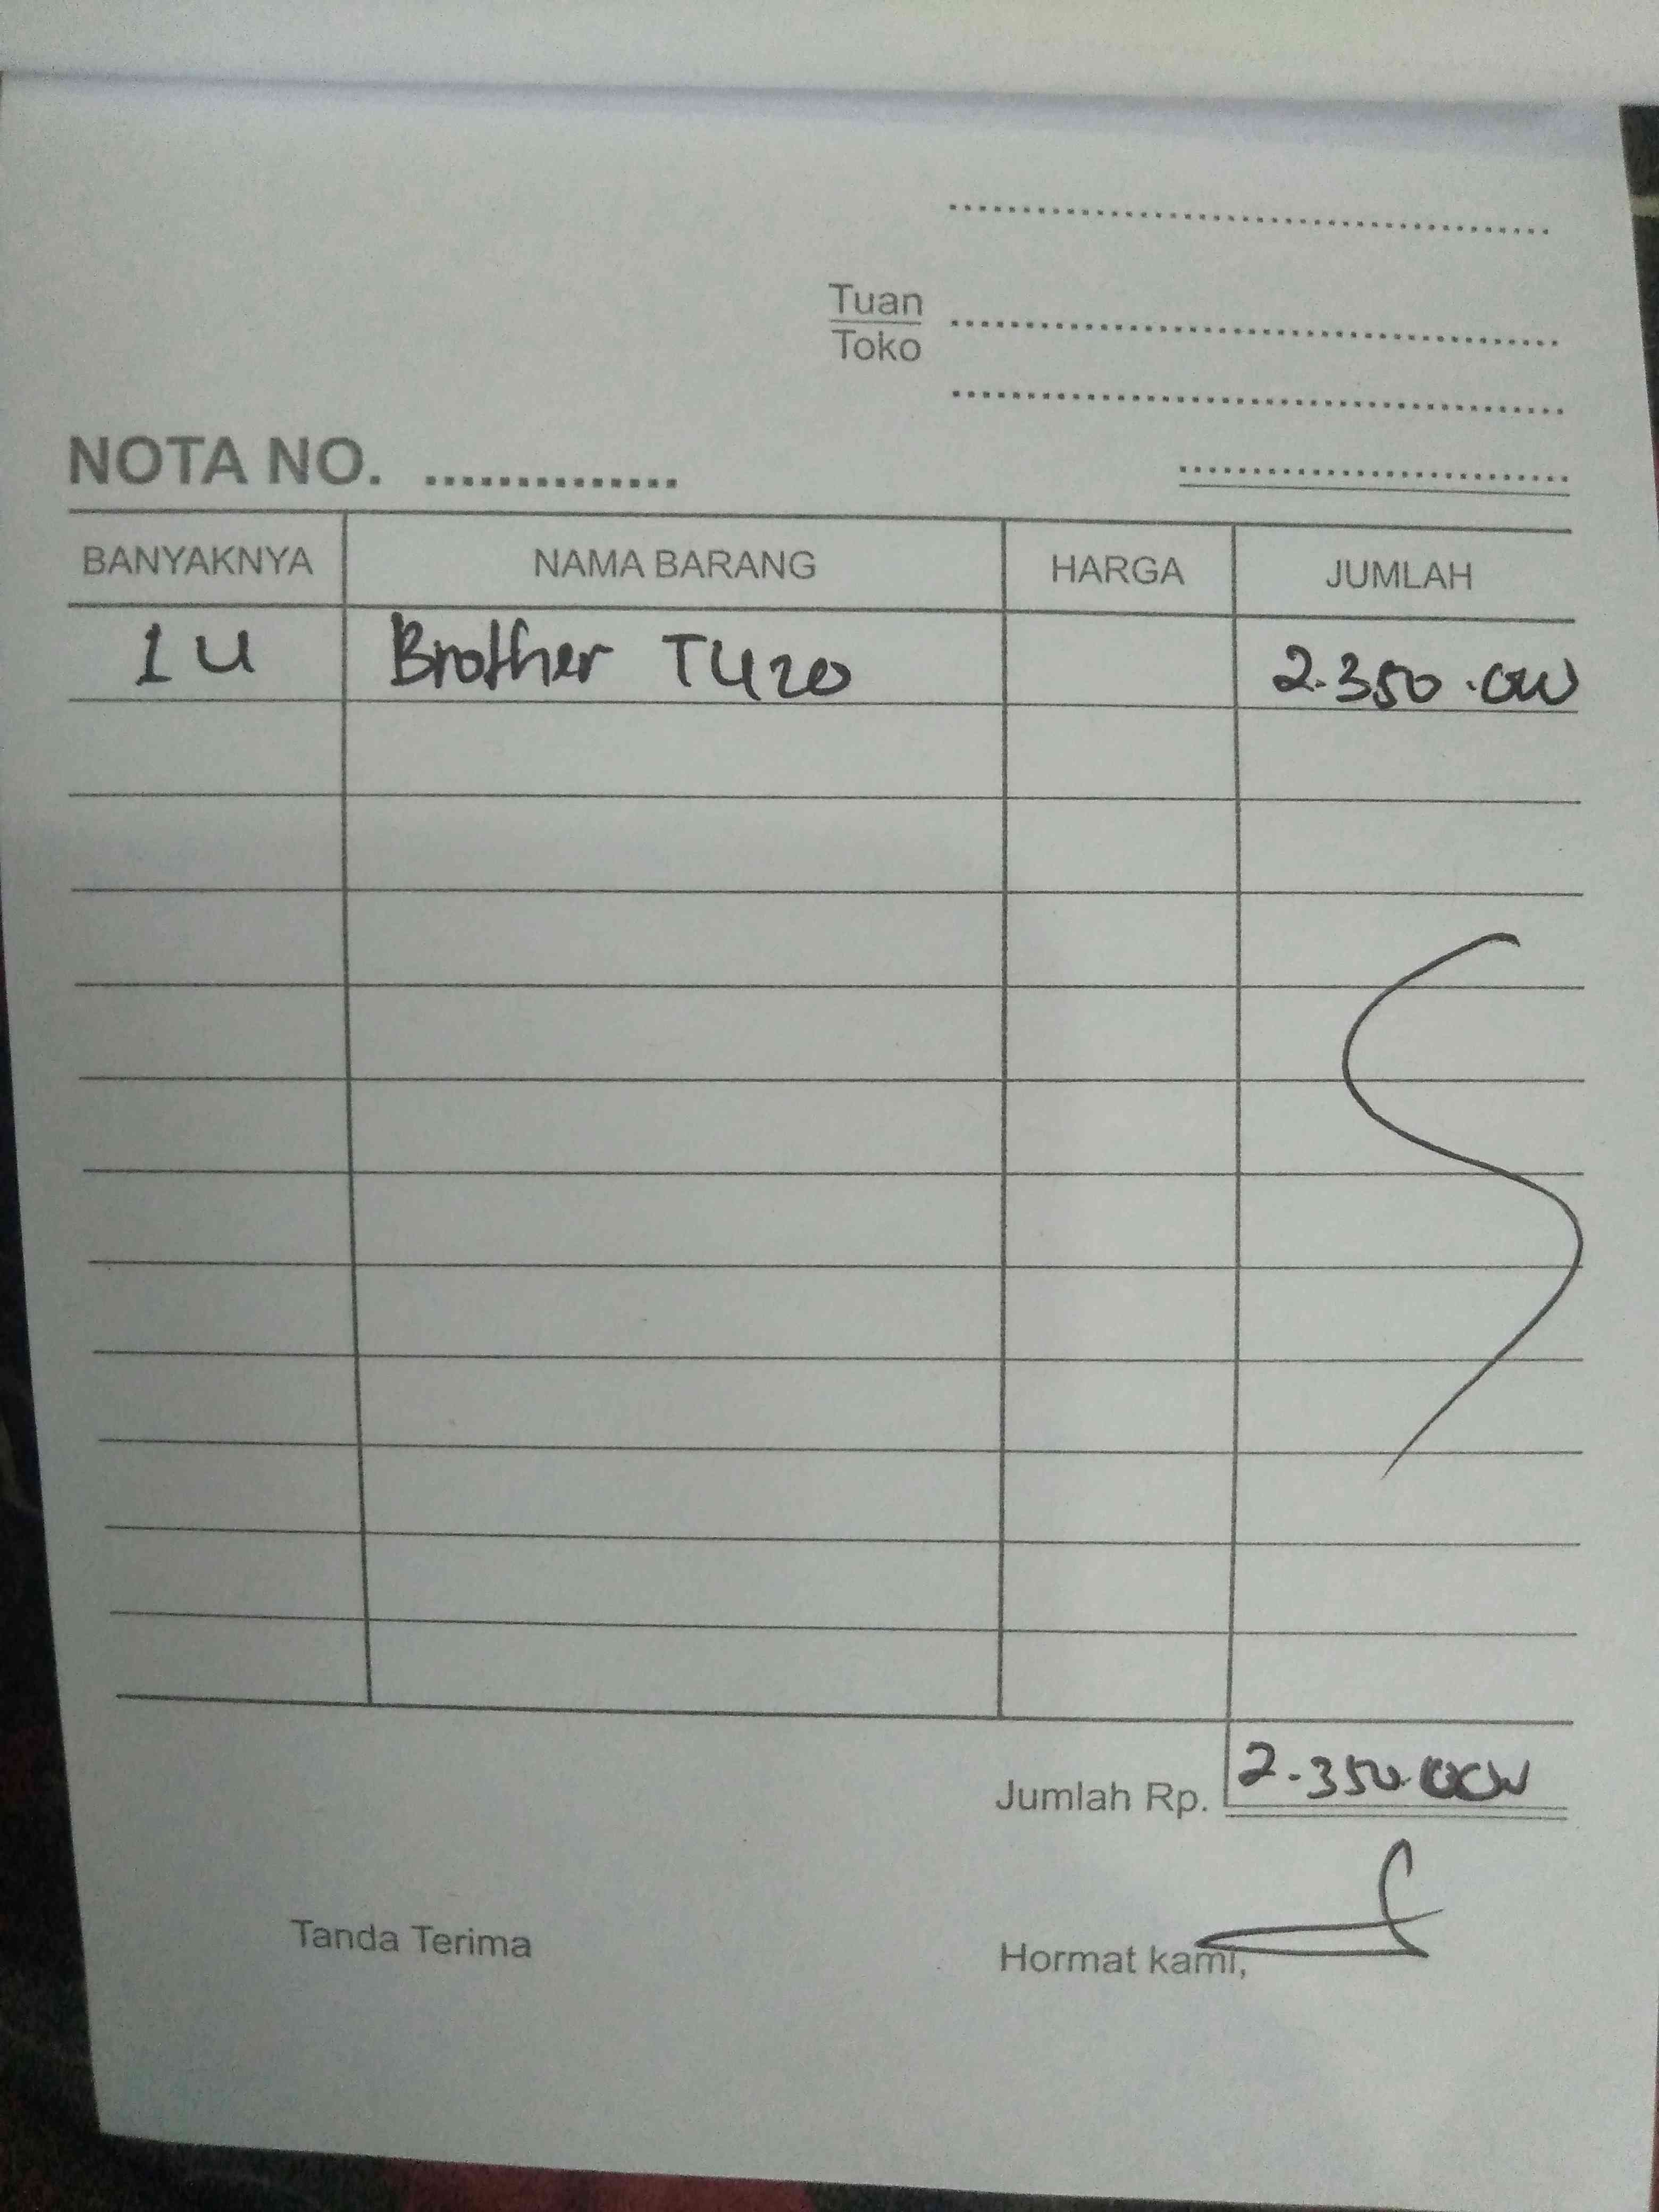 Tuan
Toko
NOTA NO. ..............
BANYAKNYA NAMA BARANG HARGA JUMLAH
1 U Brother T420 2.350.000
Jumlah Rp. 2.350.000
Tanda Terima Hormat kami,